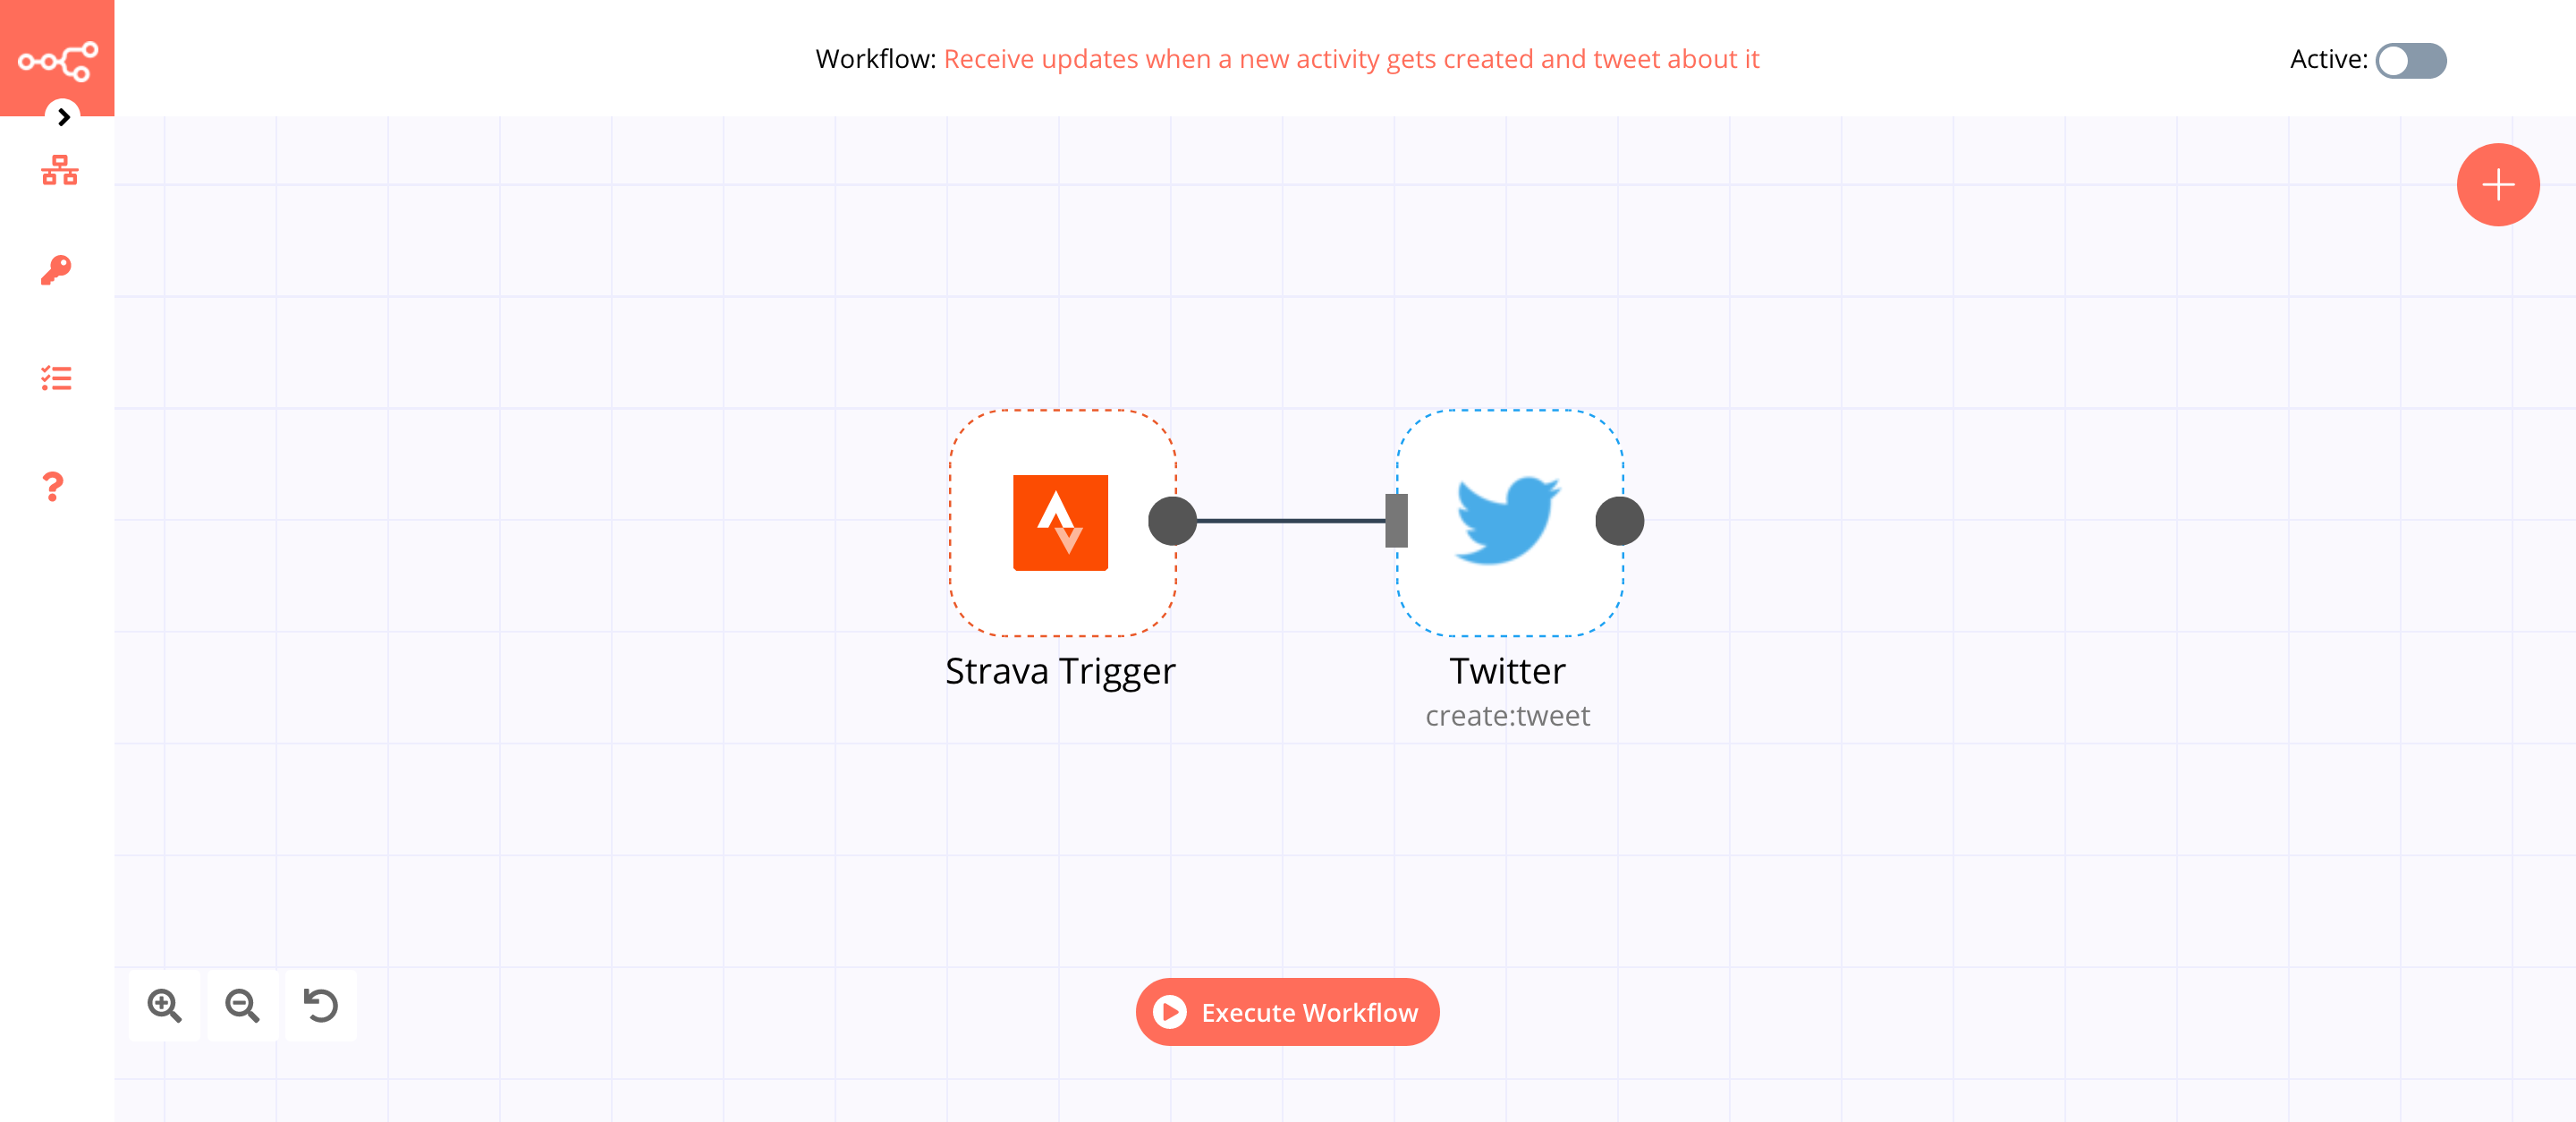 Workflow: Receive updates when a new activity gets created and tweet about it
Active:
Strava Trigger
Twitter
create:tweet
Execute Workflow